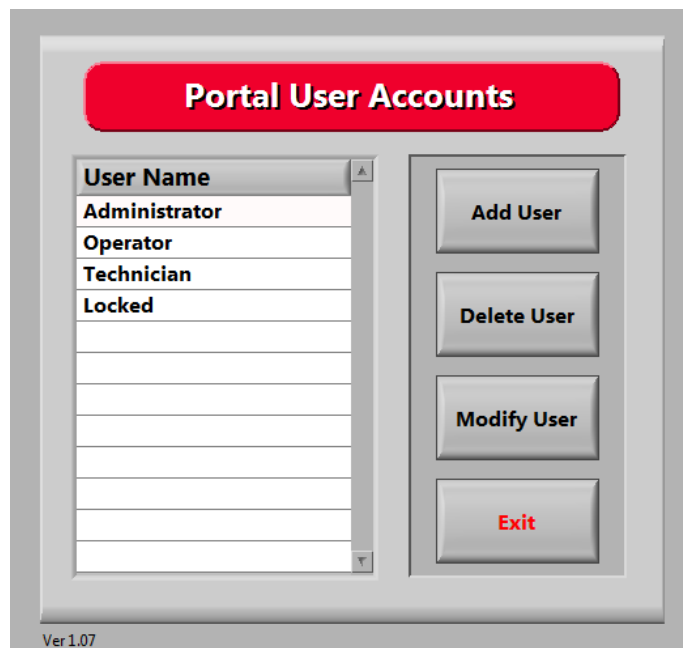 Portal User Accounts
User Name
Administrator
Operator
Technician
Locked
Add User
Delete User
Modify User
Exit
Ver 1.07